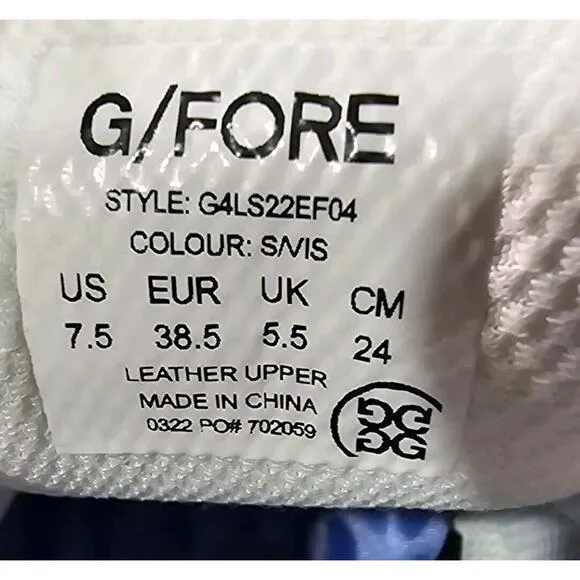 G/FORE
STYLE: G4LS22EF04
COLOUR: S/VIS
US EUR UK CM
7.5 38.5 5.5 24
LEATHER UPPER
MADE IN CHINA
0322 PO# 702059